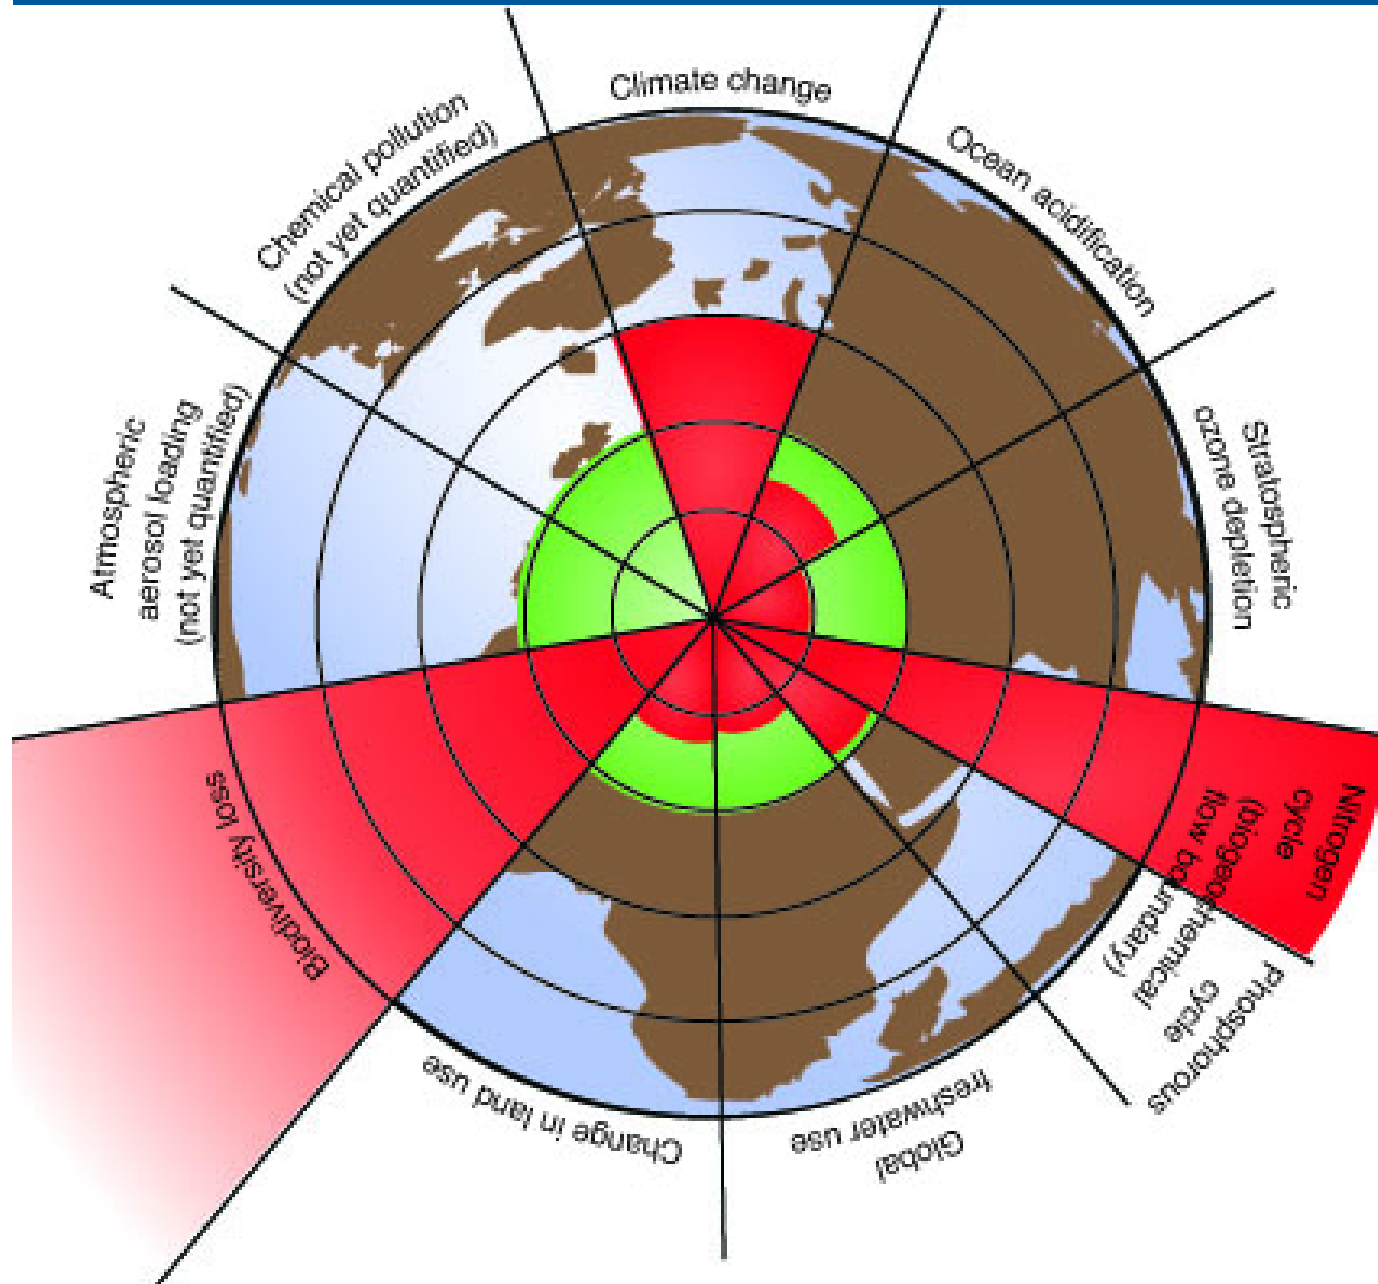 Climate change
Ocean acidification
Stratospheric
ozone depletion
Nitrogen
cycle
(biogeochemical
flow boundary)
Phosphorous
cycle
Global
freshwater use
Change in land use
Biodiversity loss
Atmospheric
aerosol loading
(not yet quantified)
Chemical pollution
(not yet quantified)